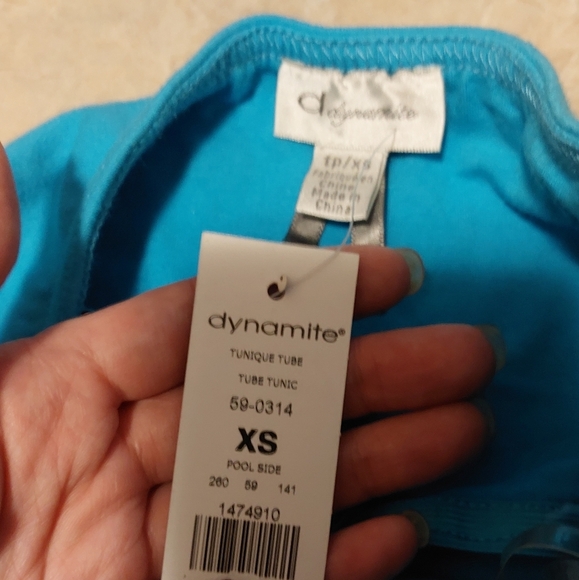 d dynamite
TP/XS
Fabriqué en
Chine
Made in
China
dynamite®
TUNIQUE TUBE
TUBE TUNIC
59-0314
XS
POOL SIDE
260 59 141
1474910